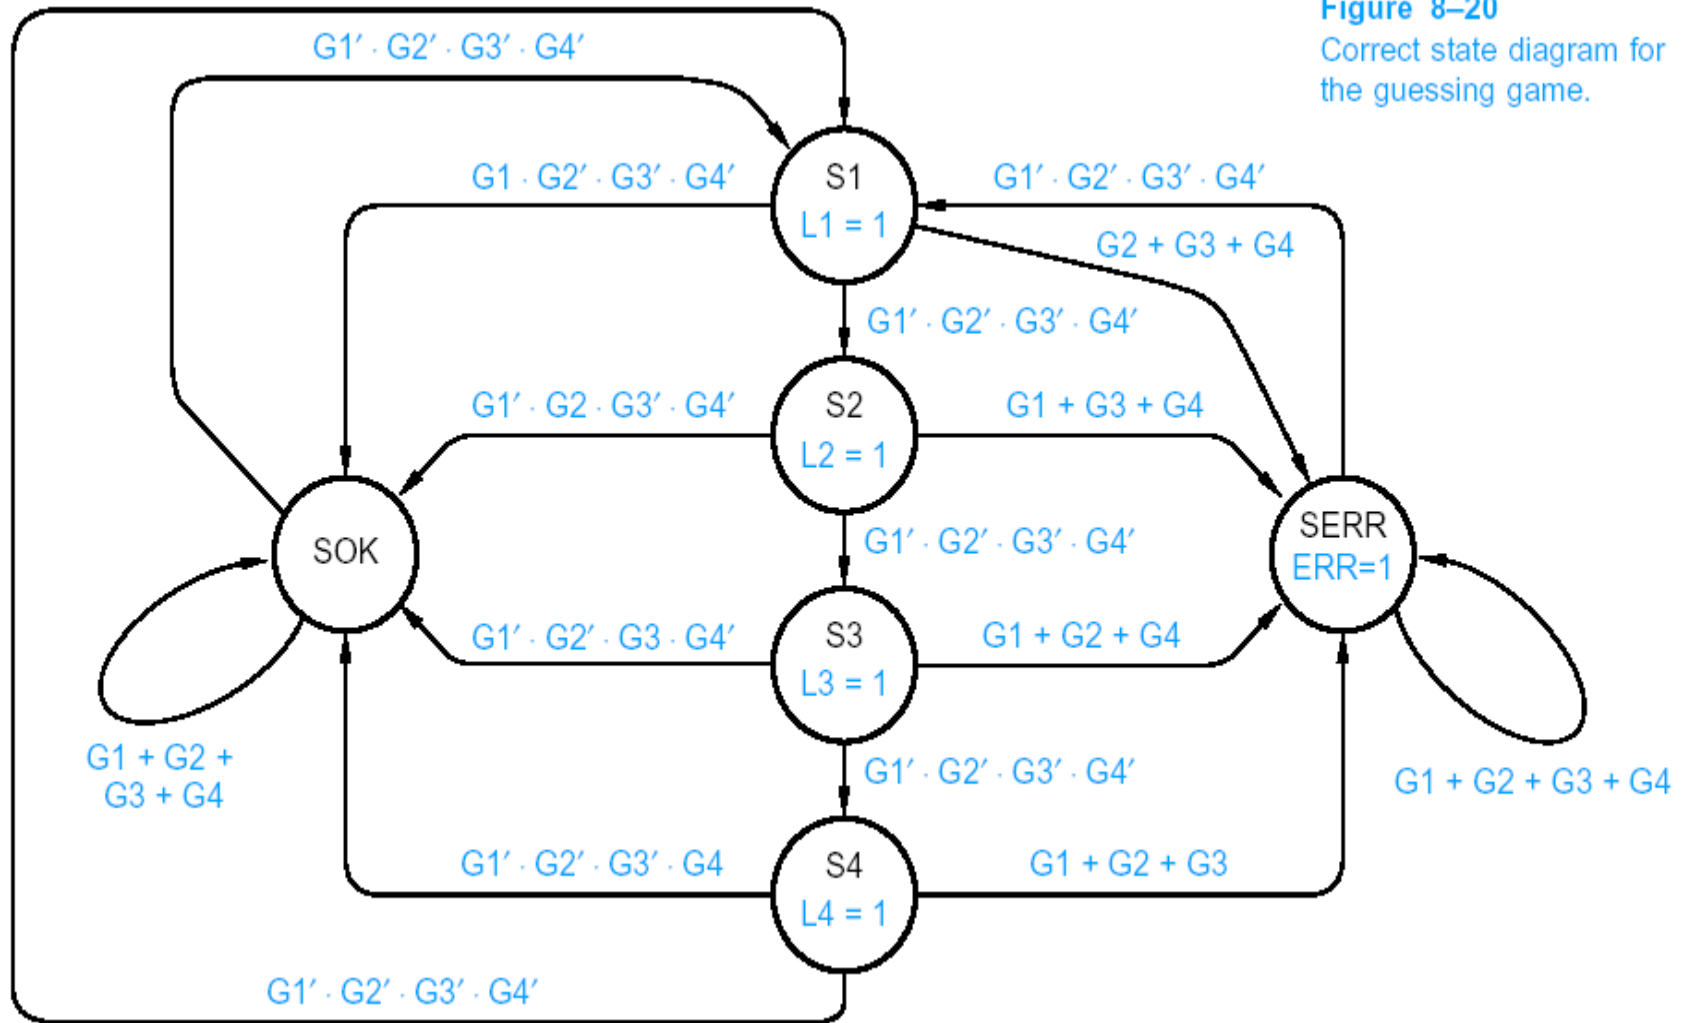 Figure 8–20
Correct state diagram for
the guessing game.
G1′ · G2′ · G3′ · G4′
G1 · G2′ · G3′ · G4′
S1
L1 = 1
G1′ · G2′ · G3′ · G4′
G2 + G3 + G4
G1′ · G2′ · G3′ · G4′
G1′ · G2 · G3′ · G4′
S2
L2 = 1
G1 + G3 + G4
G1′ · G2′ · G3′ · G4′
SOK
SERR
ERR=1
G1′ · G2′ · G3 · G4′
S3
L3 = 1
G1 + G2 + G4
G1 + G2 +
G3 + G4
G1′ · G2′ · G3′ · G4′
G1 + G2 + G3 + G4
G1′ · G2′ · G3′ · G4
S4
L4 = 1
G1 + G2 + G3
G1′ · G2′ · G3′ · G4′